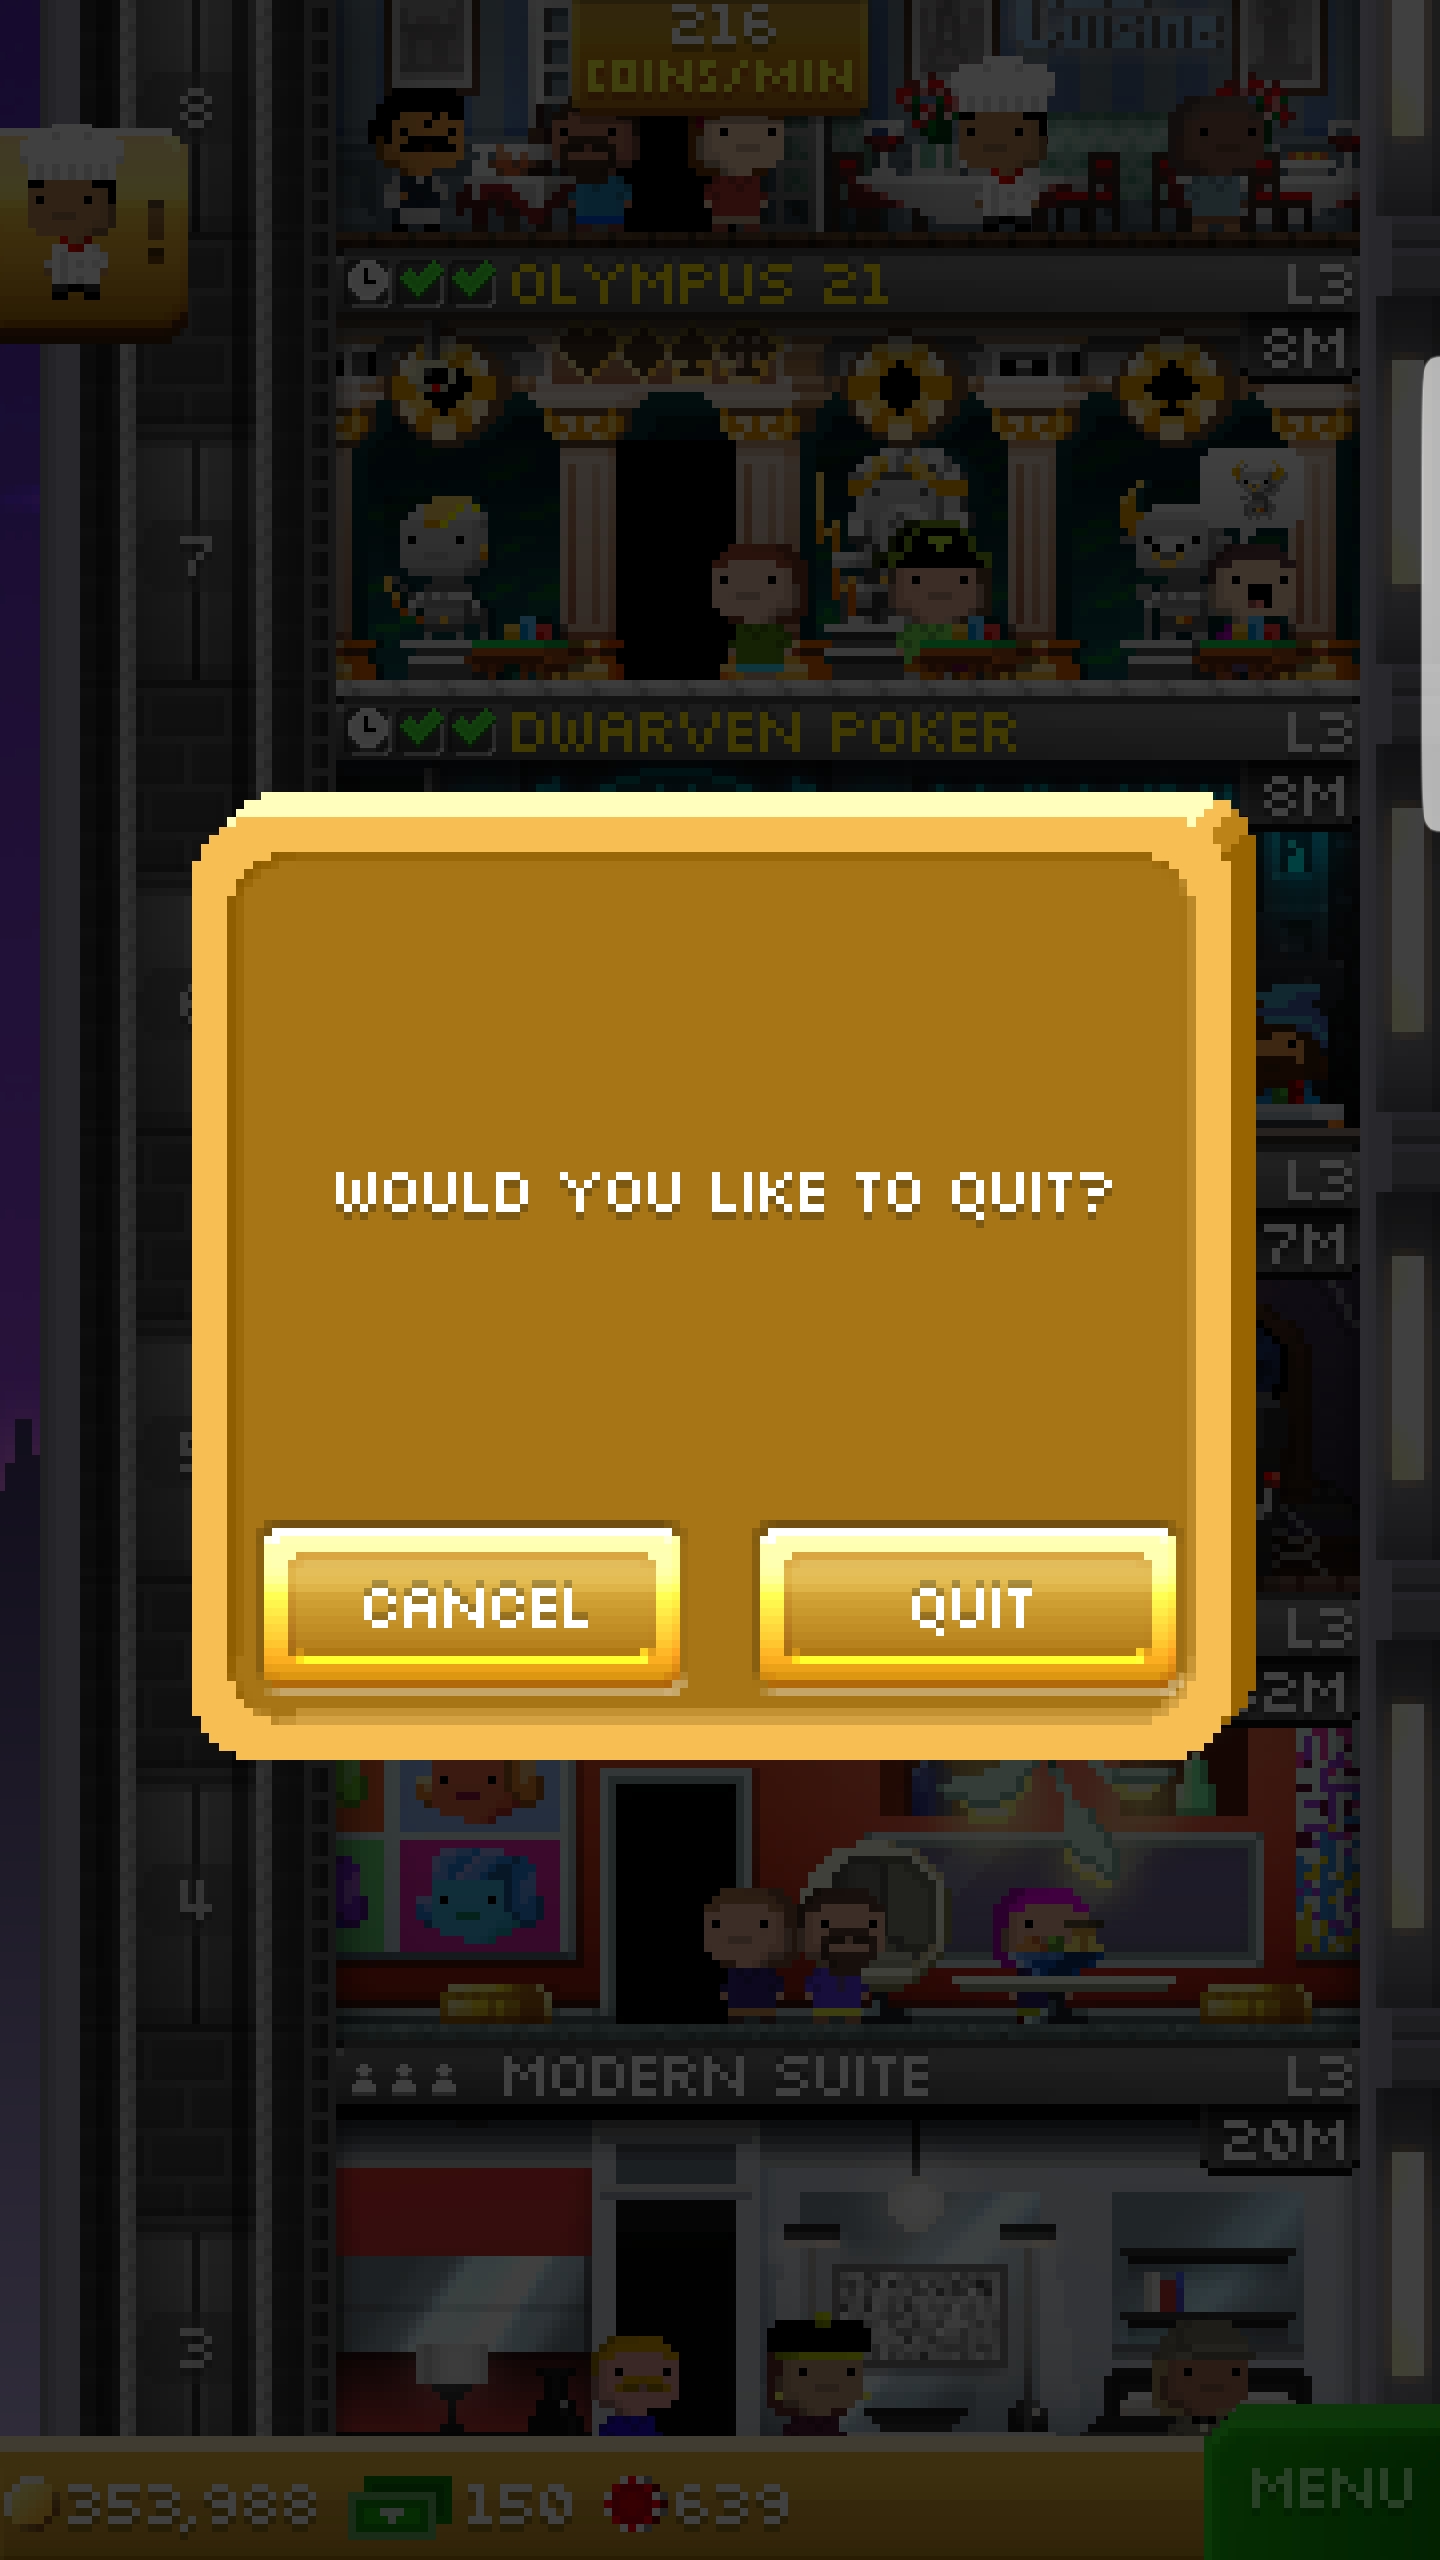 216
Cuisine
COINS/MIN
8
OLYMPUS 21 L3
8M
7
DWARVEN POKER L3
8M
L3
7M
WOULD YOU LIKE TO QUIT?
5
CANCEL QUIT
L3
2M
4
MODERN SUITE L3
20M
3
353,988 150 639
MENU